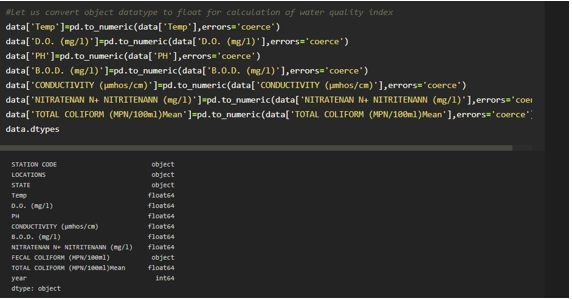 #Let us convert object datatype to float for calculation of water quality index
data['Temp']=pd.to_numeric(data['Temp'],errors='coerce')
data['D.O. (mg/l)']=pd.to_numeric(data['D.O. (mg/l)'],errors='coerce')
data['PH']=pd.to_numeric(data['PH'],errors='coerce')
data['B.O.D. (mg/l)']=pd.to_numeric(data['B.O.D. (mg/l)'],errors='coerce')
data['CONDUCTIVITY (µmhos/cm)']=pd.to_numeric(data['CONDUCTIVITY (µmhos/cm)'],errors='coerce')
data['NITRATENAN N+ NITRITENANN (mg/l)']=pd.to_numeric(data['NITRATENAN N+ NITRITENANN (mg/l)'],errors='coe
data['TOTAL COLIFORM (MPN/100ml)Mean']=pd.to_numeric(data['TOTAL COLIFORM (MPN/100ml)Mean'],errors='coerce'
data.dtypes
STATION CODE object
LOCATIONS object
STATE object
Temp float64
D.O. (mg/l) float64
PH float64
CONDUCTIVITY (µmhos/cm) float64
B.O.D. (mg/l) float64
NITRATENAN N+ NITRITENANN (mg/l) float64
FECAL COLIFORM (MPN/100ml) object
TOTAL COLIFORM (MPN/100ml)Mean float64
year int64
dtype: object